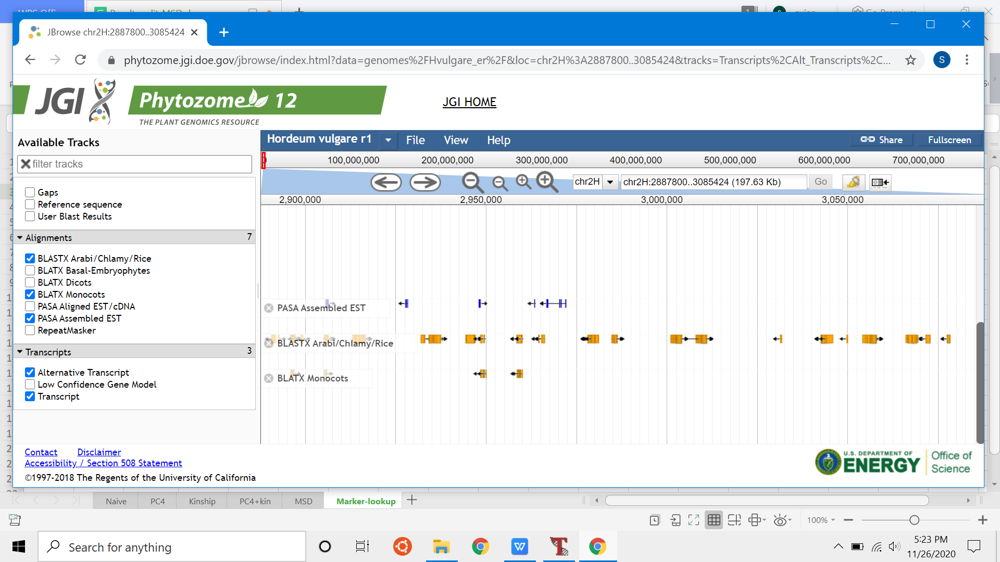 JBrowse chr2H:2887800..3085424
phytozome.jgi.doe.gov/jbrowse/index.html?data=genomes%2FHvulgare_er%2F&loc=chr2H%3A2887800..3085424&tracks=Transcripts%2CAlt_Transcripts%2C...
S
JGI
Phytozome 12
THE PLANT GENOMICS RESOURCE
JGI HOME
Available Tracks
filter tracks
Gaps
Reference sequence
User Blast Results
Alignments 7
BLASTX Arabi/Chlamy/Rice
BLATX Basal-Embryophytes
BLATX Dicots
BLATX Monocots
PASA Aligned EST/cDNA
PASA Assembled EST
RepeatMasker
Transcripts 3
Alternative Transcript
Low Confidence Gene Model
Transcript
Hordeum vulgare r1 File View Help Share Fullscreen
0 100,000,000 200,000,000 300,000,000 400,000,000 500,000,000 600,000,000 700,000,000
chr2H chr2H:2887800..3085424 (197.63 Kb) Go
2,900,000 2,950,000 3,000,000 3,050,000
PASA Assembled EST
BLASTX Arabi/Chlamy/Rice
BLATX Monocots
Contact Disclaimer
Accessibility / Section 508 Statement
©1997-2018 The Regents of the University of California
U.S. DEPARTMENT OF
ENERGY
Office of
Science
Naive PC4 Kinship PC4+kin MSD Marker-lookup
100%
Search for anything
5:23 PM
11/26/2020